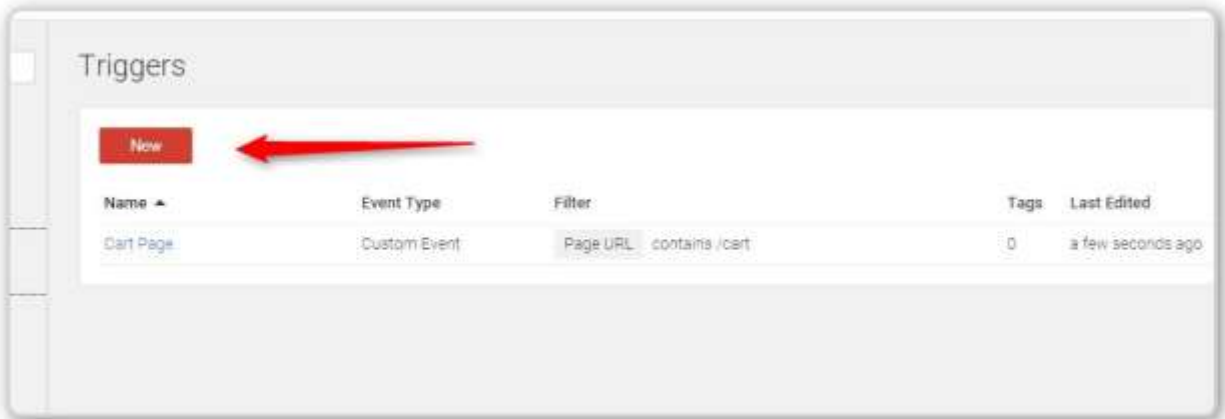 Triggers
New
Name Event Type Filter Tags Last Edited
Cart Page Custom Event Page URL contains /cart 0 a few seconds ago